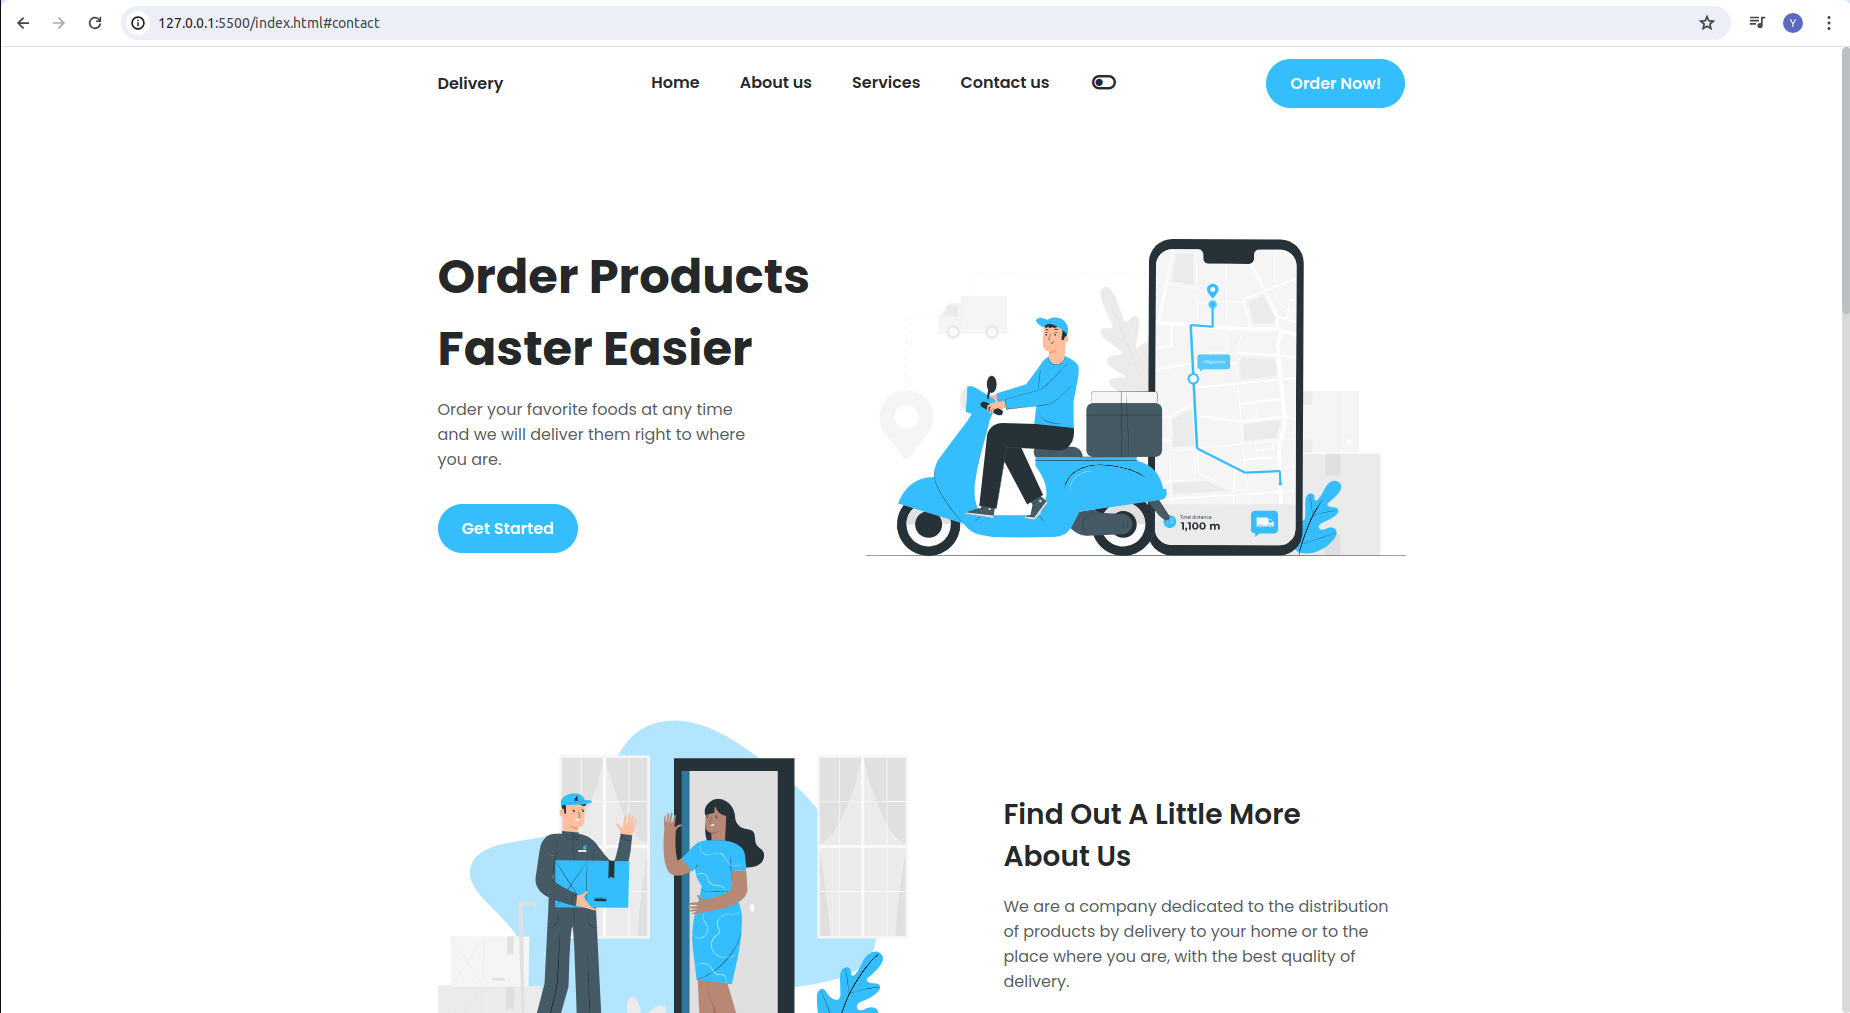 127.0.0.1:5500/index.html#contact
Y
Delivery
Home
About us
Services
Contact us
Order Now!
Order Products
Faster Easier
Order your favorite foods at any time
and we will deliver them right to where
you are.
Get Started
Total distance
1,100 m
Find Out A Little More
About Us
We are a company dedicated to the distribution
of products by delivery to your home or to the
place where you are, with the best quality of
delivery.